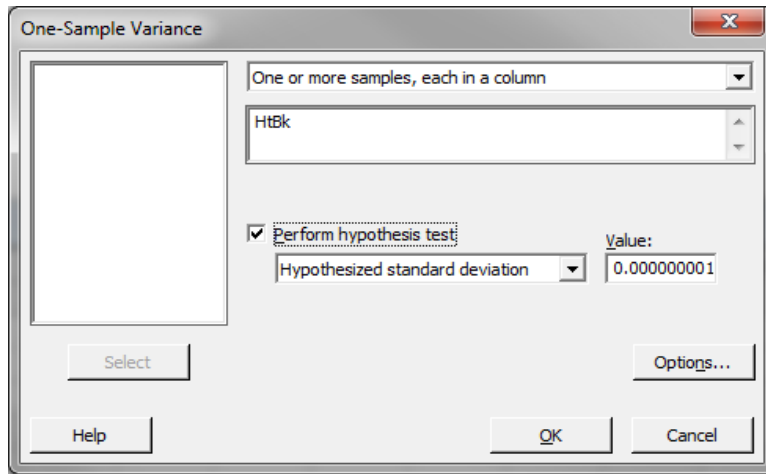 One-Sample Variance
One or more samples, each in a column
HtBk
Perform hypothesis test
Value:
Hypothesized standard deviation
0.000000001
Select
Options...
Help
OK
Cancel